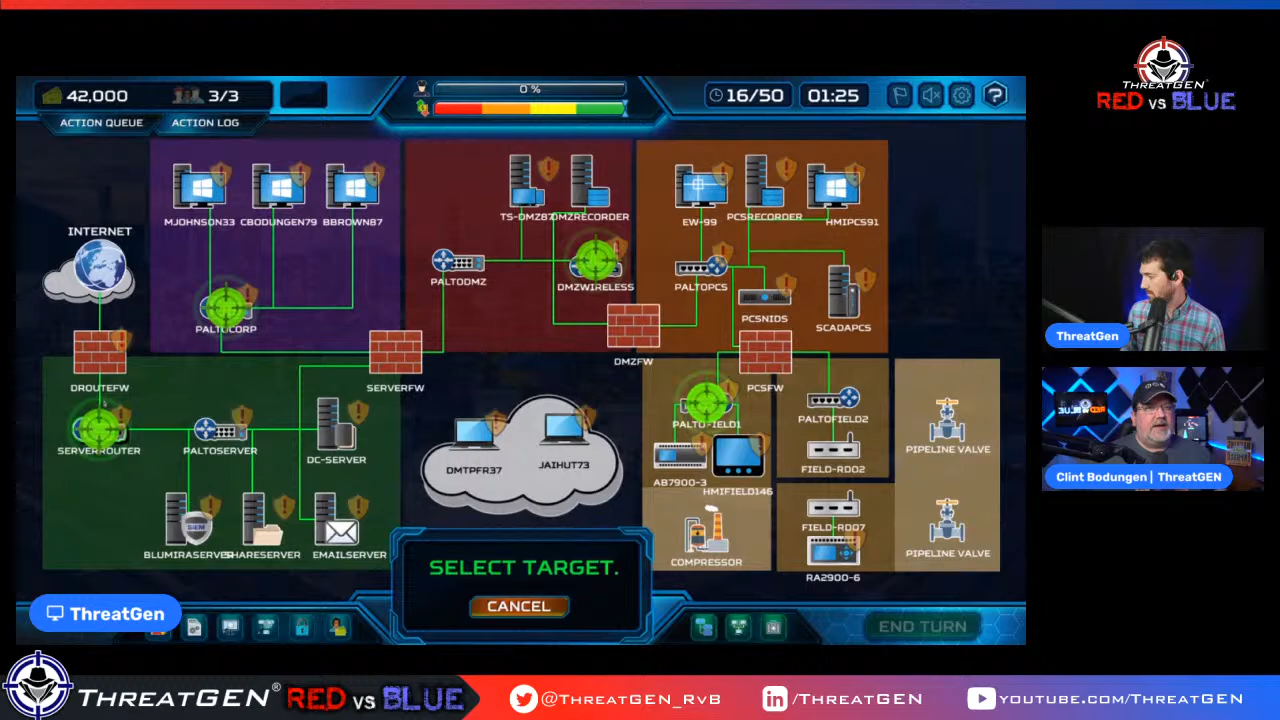 42,000
3/3
0 %
16/50
01:25
?
ACTION QUEUE
ACTION LOG
THREATGEN
RED VS BLUE
MJOHNSON33
CBODUNGEN79
BBROWN87
DMZRECORDER
EW-99
PCSRECORDER
HMIPCS91
INTERNET
PALTODMZ
DMZWIRELESS
PALTOPCS
PCSNIDS
SCADAPCS
PALTOCORP
DMZFW
DROUTEFW
SERVERFW
PCSFW
SERVERROUTER
PALTOSERVER
DC-SERVER
DMTPFR37
JAIHUT73
PALTOFIELD1
PALTOFIELD2
PIPELINE VALVE
FIELD-RD02
AB7900-3
HMIFIELD146
SIEM
BLUMIRASERVER
SHARESERVER
EMAILSERVER
FIELD-RD07
COMPRESSOR
RA2900-6
PIPELINE VALVE
SELECT TARGET.
CANCEL
END TURN
ThreatGen
ThreatGen
Clint Bodungen | ThreatGEN
THREATGEN® RED VS BLUE
@THREATGEN_RVB
/THREATGEN
YOUTUBE.COM/THREATGEN